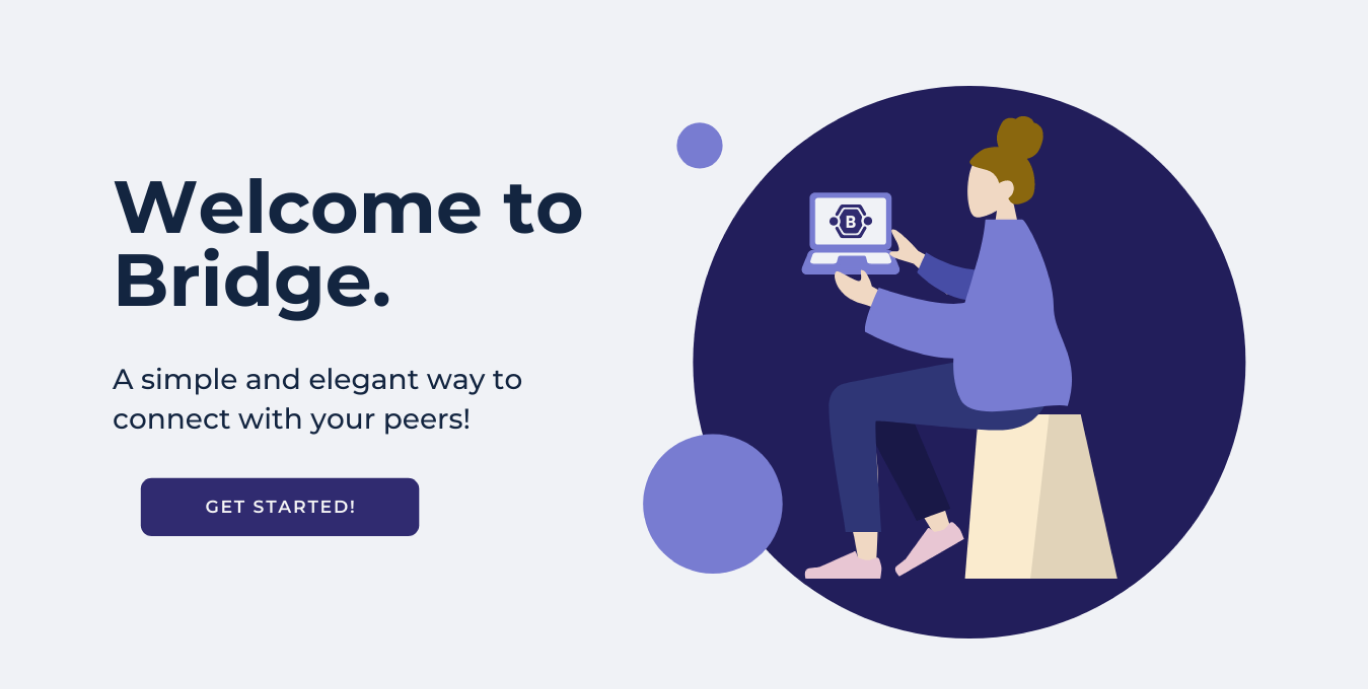 Welcome to
Bridge.
A simple and elegant way to
connect with your peers!
GET STARTED!
B